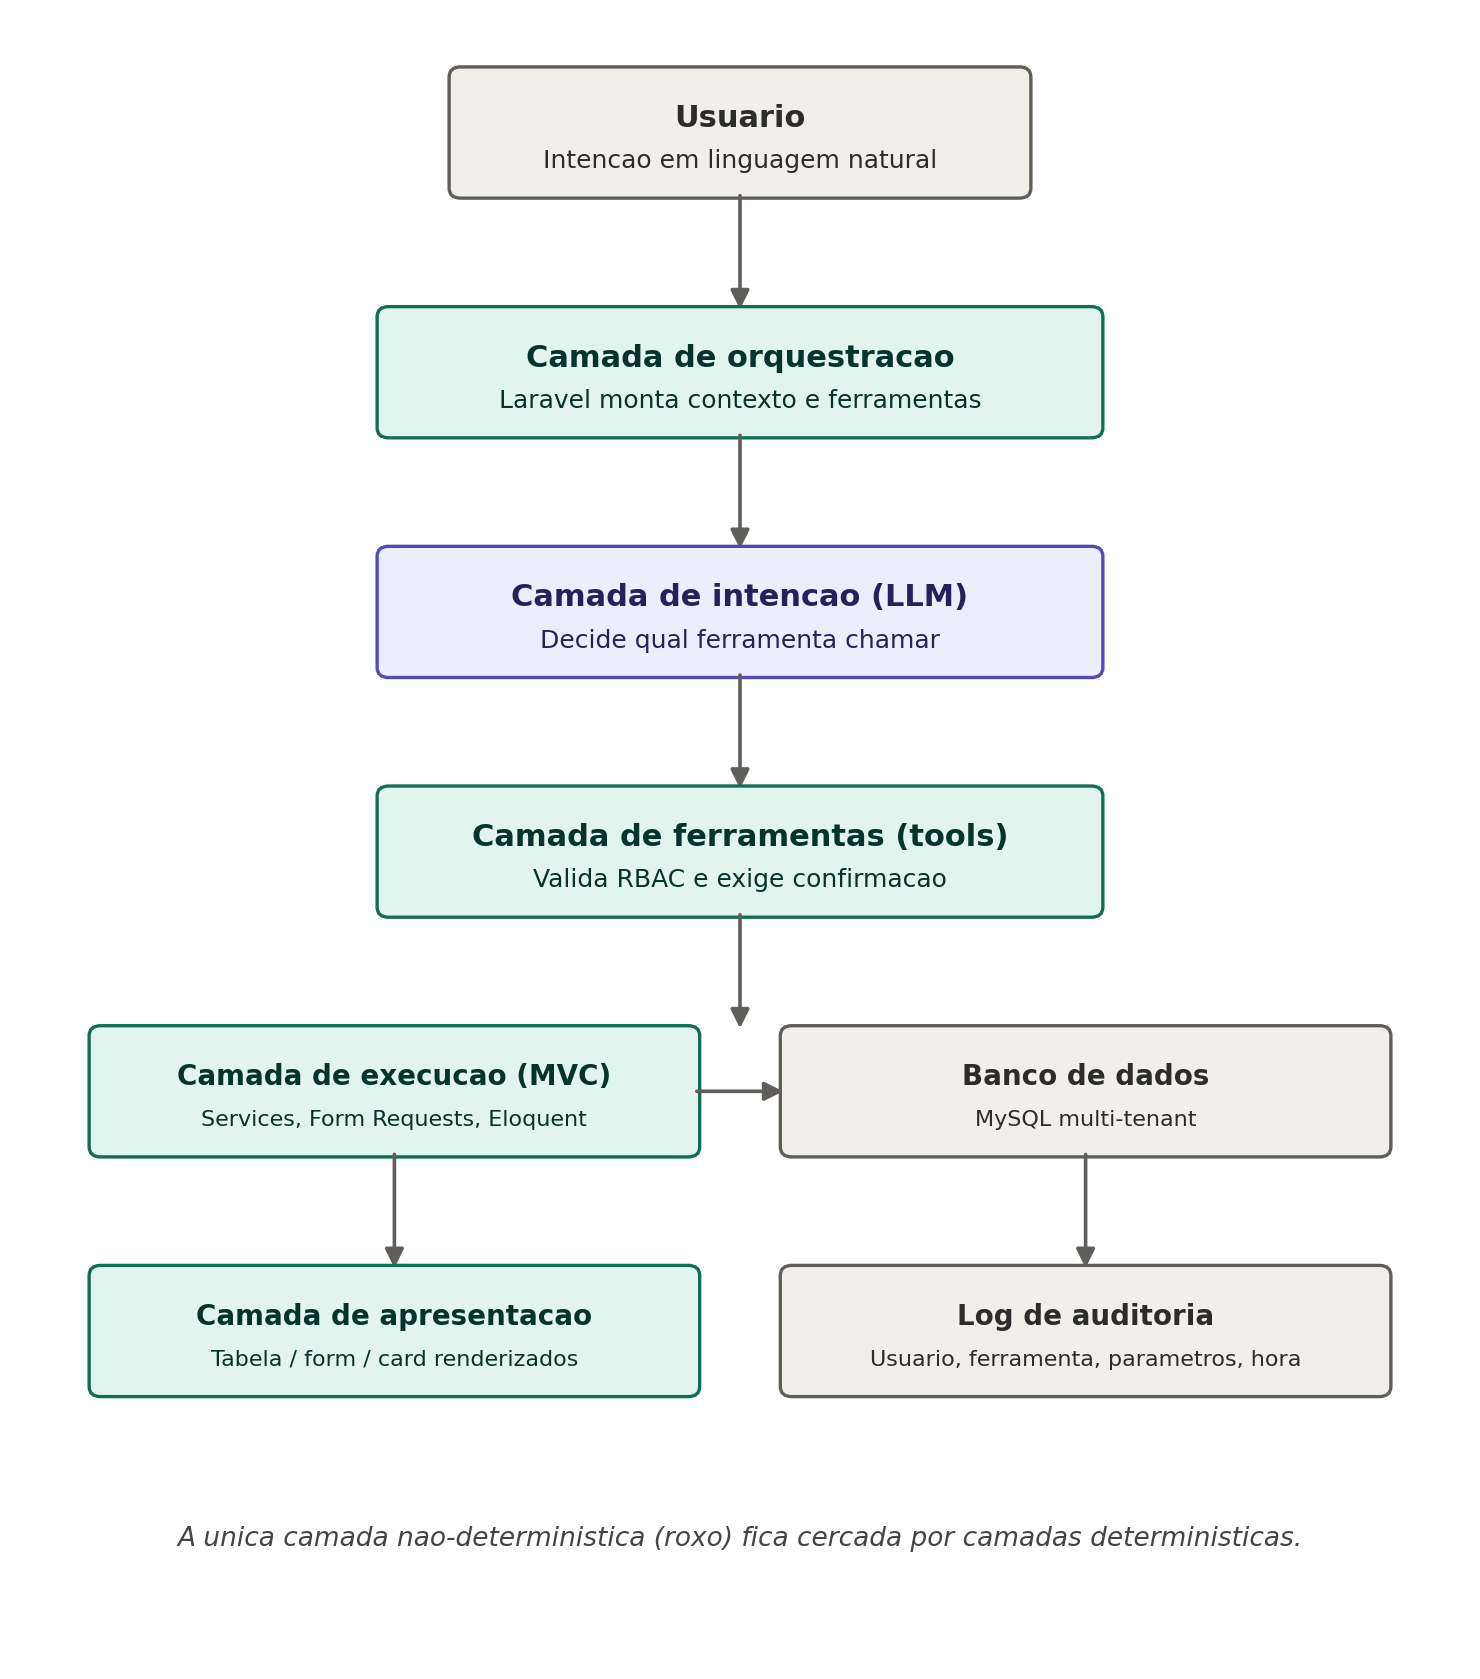 Usuario
Intencao em linguagem natural
Camada de orquestracao
Laravel monta contexto e ferramentas
Camada de intencao (LLM)
Decide qual ferramenta chamar
Camada de ferramentas (tools)
Valida RBAC e exige confirmacao
Camada de execucao (MVC)
Services, Form Requests, Eloquent
Banco de dados
MySQL multi-tenant
Camada de apresentacao
Tabela / form / card renderizados
Log de auditoria
Usuario, ferramenta, parametros, hora
A unica camada nao-deterministica (roxo) fica cercada por camadas deterministicas.